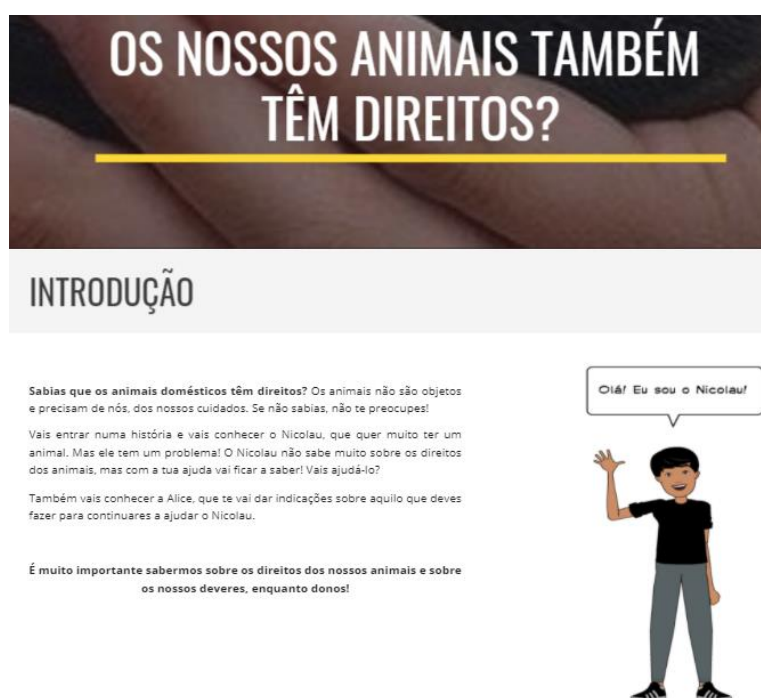 OS NOSSOS ANIMAIS TAMBÉM
TÊM DIREITOS?
INTRODUÇÃO
Sabias que os animais domésticos têm direitos? Os animais não são objetos
e precisam de nós, dos nossos cuidados. Se não sabias, não te preocupes!
Vais entrar numa história e vais conhecer o Nicolau, que quer muito ter um
animal. Mas ele tem um problema! O Nicolau não sabe muito sobre os direitos
dos animais, mas com a tua ajuda vai ficar a saber! Vais ajudá-lo?
Também vais conhecer a Alice, que te vai dar indicações sobre aquilo que deves
fazer para continuares a ajudar o Nicolau.
É muito importante sabermos sobre os direitos dos nossos animais e sobre
os nossos deveres, enquanto donos!
Olá! Eu sou o Nicolau!